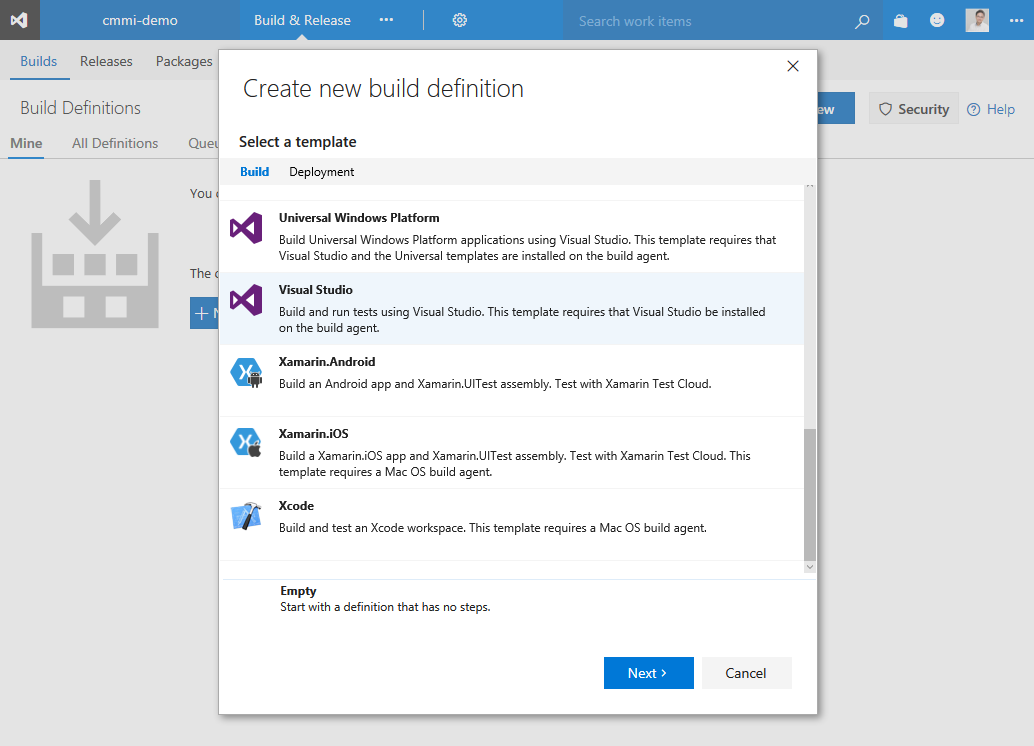 cmmi-demo
Build & Release
Search work items
Builds
Releases
Packages
Build Definitions
Security
Help
Mine
All Definitions
Create new build definition
Select a template
Build
Deployment
Universal Windows Platform
Build Universal Windows Platform applications using Visual Studio. This template requires that
Visual Studio and the Universal templates are installed on the build agent.
Visual Studio
Build and run tests using Visual Studio. This template requires that Visual Studio be installed
on the build agent.
Xamarin.Android
Build an Android app and Xamarin.UITest assembly. Test with Xamarin Test Cloud.
Xamarin.iOS
Build a Xamarin.iOS app and Xamarin.UITest assembly. Test with Xamarin Test Cloud. This
template requires a Mac OS build agent.
Xcode
Build and test an Xcode workspace. This template requires a Mac OS build agent.
Empty
Start with a definition that has no steps.
Next
Cancel
You
The